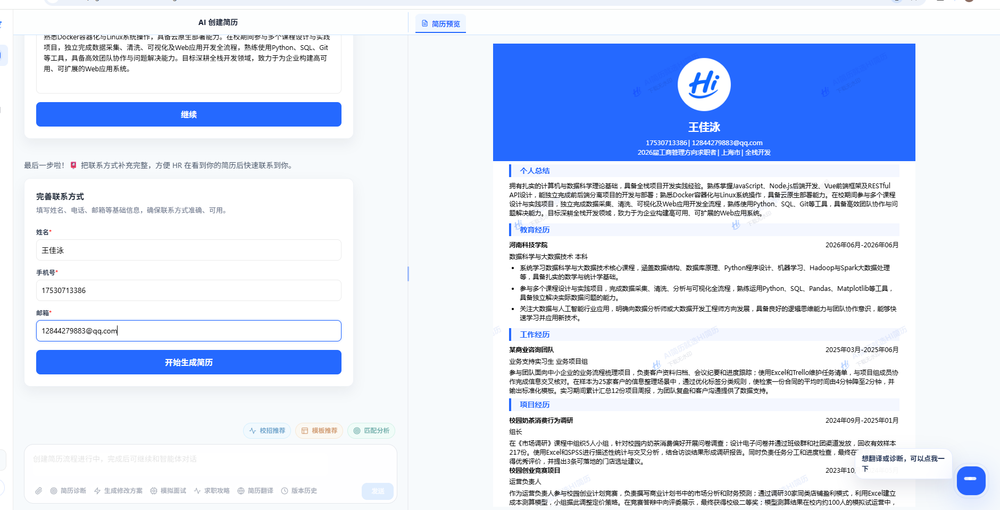 AI 创建简历
简历预览
熟悉Docker容器化与Linux系统操作，具备云原生部署能力。在校期间参与多个课程设计与实践
项目，独立完成数据采集、清洗、可视化及Web应用开发全流程，熟练使用Python、SQL、Git
等工具，具备高效团队协作与问题解决能力。目标深耕全栈开发领域，致力于为企业构建高可
用、可扩展的Web应用系统。
继续
最后一步啦！ 把联系方式补充完整，方便 HR 在看到你的简历后快速联系到你。
完善联系方式
填写姓名、电话、邮箱等基础信息，确保联系方式准确、可用。
姓名*
王佳泳
手机号*
17530713386
邮箱*
12844279883@qq.com
开始生成简历
校招推荐
模板推荐
匹配分析
创建简历流程进行中，完成后可继续和智能体对话
简历诊断
生成修改方案
模拟面试
求职攻略
简历翻译
版本历史
发送
Hi
王佳泳
17530713386| 12844279883@qq.com
2026届工商管理方向求职者| 上海市| 全栈开发
个人总结
拥有扎实的计算机与数据科学理论基础，具备全栈项目开发实践经验。熟练掌握JavaScript、Node.js后端开发、Vue前端框架及RESTful
API设计，能独立完成前后端分离项目的开发与部署；熟悉Docker容器化与Linux系统操作，具备云原生部署能力。在校期间参与多个课程
设计与实践项目，独立完成数据采集、清洗、可视化及Web应用开发全流程，熟练使用Python、SQL、Git等工具，具备高效团队协作与问
题解决能力。目标深耕全栈开发领域，致力于为企业构建高可用、可扩展的Web应用系统。
教育经历
河南科技学院 2026年06月-2026年06月
数据科学与大数据技术 本科
系统学习数据科学与大数据技术核心课程，涵盖数据结构、数据库原理、Python程序设计、机器学习、Hadoop与Spark大数据处理
等，具备扎实的数学与统计学基础。
参与多个课程设计与实践项目，完成数据采集、清洗、分析与可视化全流程，熟练运用Python、SQL、Pandas、Matplotlib等工具，
具备独立解决实际数据问题的能力。
关注大数据与人工智能行业应用，明确向数据分析师或大数据开发工程师方向发展，具备良好的逻辑思维能力与团队协作意识，能够快
速学习并应用新技术。
工作经历
某商业咨询团队 2025年03月-2025年06月
业务支持实习生 业务项目组
参与团队面向中小企业的业务流程梳理项目，负责客户资料归档、会议纪要和进度跟踪；使用Excel和Trello维护任务清单，与项目组成员协
作完成信息交叉核对。在样本为25家客户的信息整理场景中，通过优化标签分类规则，使检索一份合同的平均时间由4分钟降至2分钟，并
输出标准化模板。实习期间累计汇总12份项目周报，为团队复盘和客户沟通提供了数据支持。
项目经历
校园奶茶消费行为调研 2024年09月-2025年01月
组长
在《市场调研》课程中组织5人小组，针对校园内奶茶消费偏好开展问卷调查；设计电子问卷并通过班级群和社团渠道发放，回收有效样本
217份。使用Excel和SPSS进行描述性统计与交叉分析，结合访谈结果形成调研报告。同时负责任务分工和进度检查，最终在
得优秀评价，并提出3条可落地的门店选址建议。
校园创业竞赛项目 2023年10月-2024年05月
运营负责人
作为运营负责人参与校园创业计划竞赛，负责撰写商业计划书中的市场分析和财务预测；通过调研30家同类店铺盈利模式，利用Excel建立
成本测算模型，小组据此调整定价策略。在竞赛答辩中向评委展示，最终获得校级二等奖；模型测算结果在校内约100人的模拟试运营中，
想翻译或诊断，可以点我一
下
AI简历就选HI简历
下载无水印